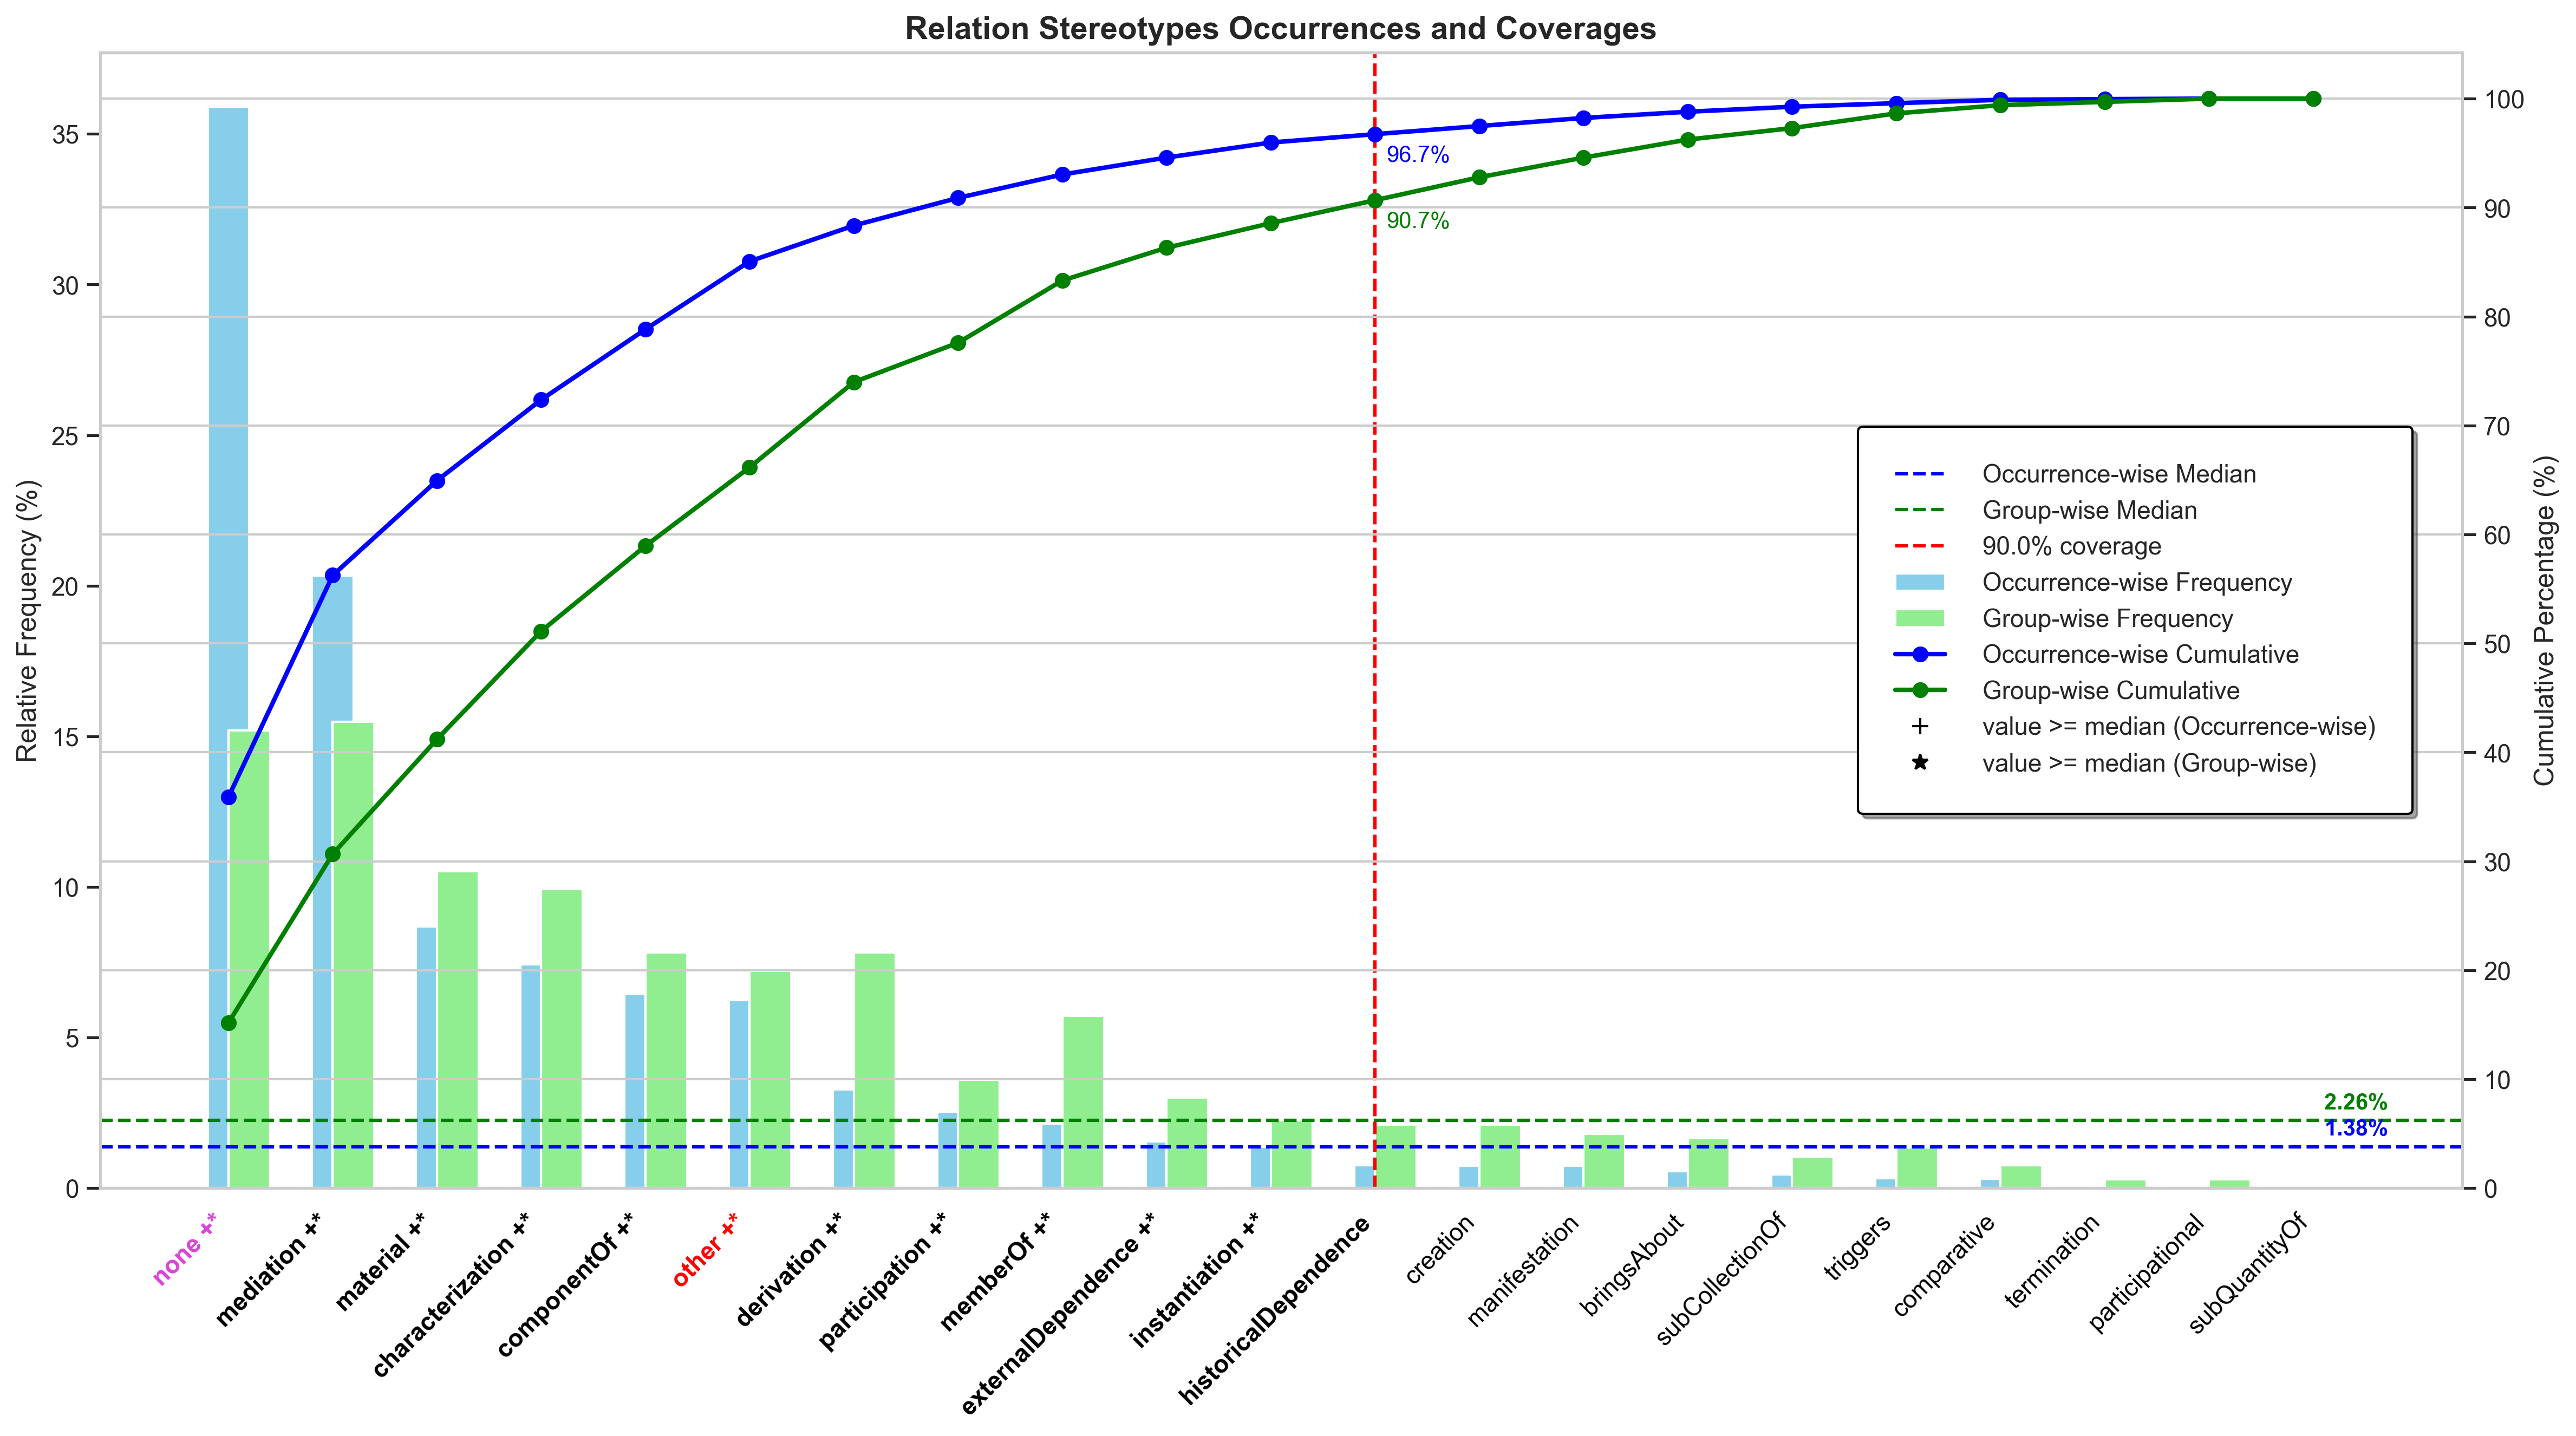 Relation Stereotypes Occurrences and Coverages
Relative Frequency (%)
35
30
25
20
15
10
5
0
100
90
80
70
60
50
40
30
20
10
0
Cumulative Percentage (%)
96.7%
90.7%
Occurrence-wise Median
Group-wise Median
90.0% coverage
Occurrence-wise Frequency
Group-wise Frequency
Occurrence-wise Cumulative
Group-wise Cumulative
value >= median (Occurrence-wise)
value >= median (Group-wise)
2.26%
1.38%
none +*
mediation +*
material +*
characterization +*
componentOf +*
other +*
derivation +*
participation +*
memberOf +*
externalDependence +*
instantiation +*
historicalDependence
creation
manifestation
bringsAbout
subCollectionOf
triggers
comparative
termination
participational
subQuantityOf